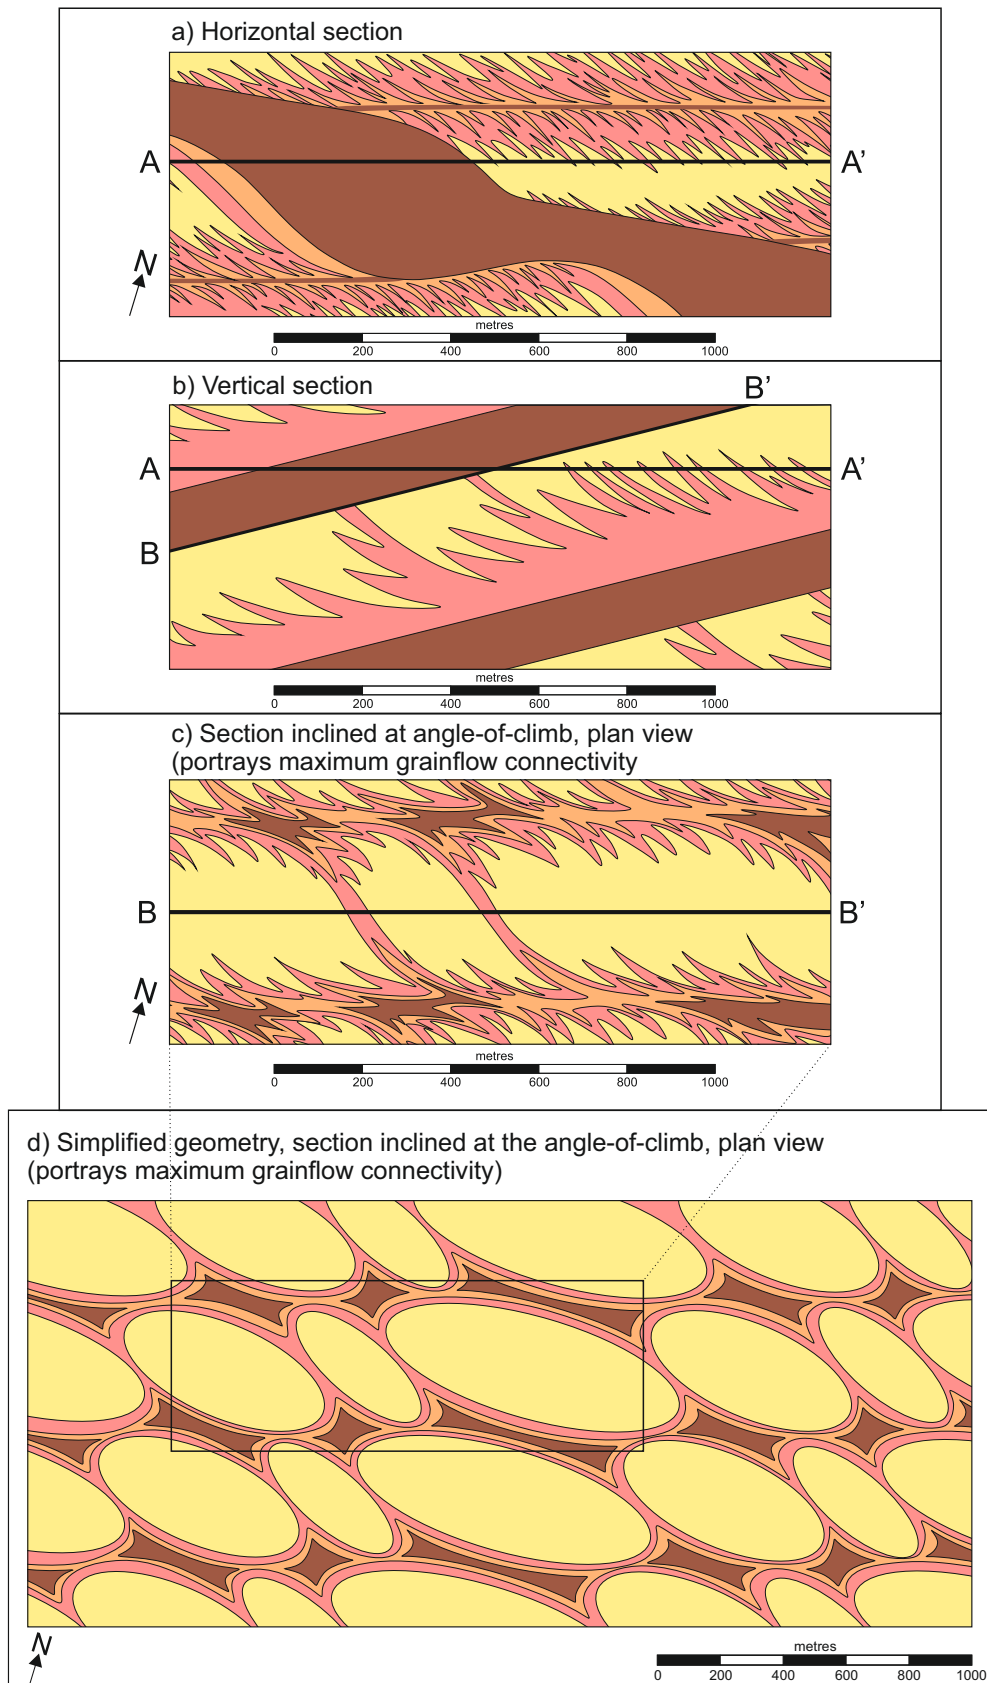 a) Horizontal section
A A’
N
metres
0 200 400 600 800 1000
b) Vertical section
B’
A A’
B
metres
0 200 400 600 800 1000
c) Section inclined at angle-of-climb, plan view
(portrays maximum grainflow connectivity
B B’
N
metres
0 200 400 600 800 1000
d) Simplified geometry, section inclined at the angle-of-climb, plan view
(portrays maximum grainflow connectivity)
N
metres
0 200 400 600 800 1000